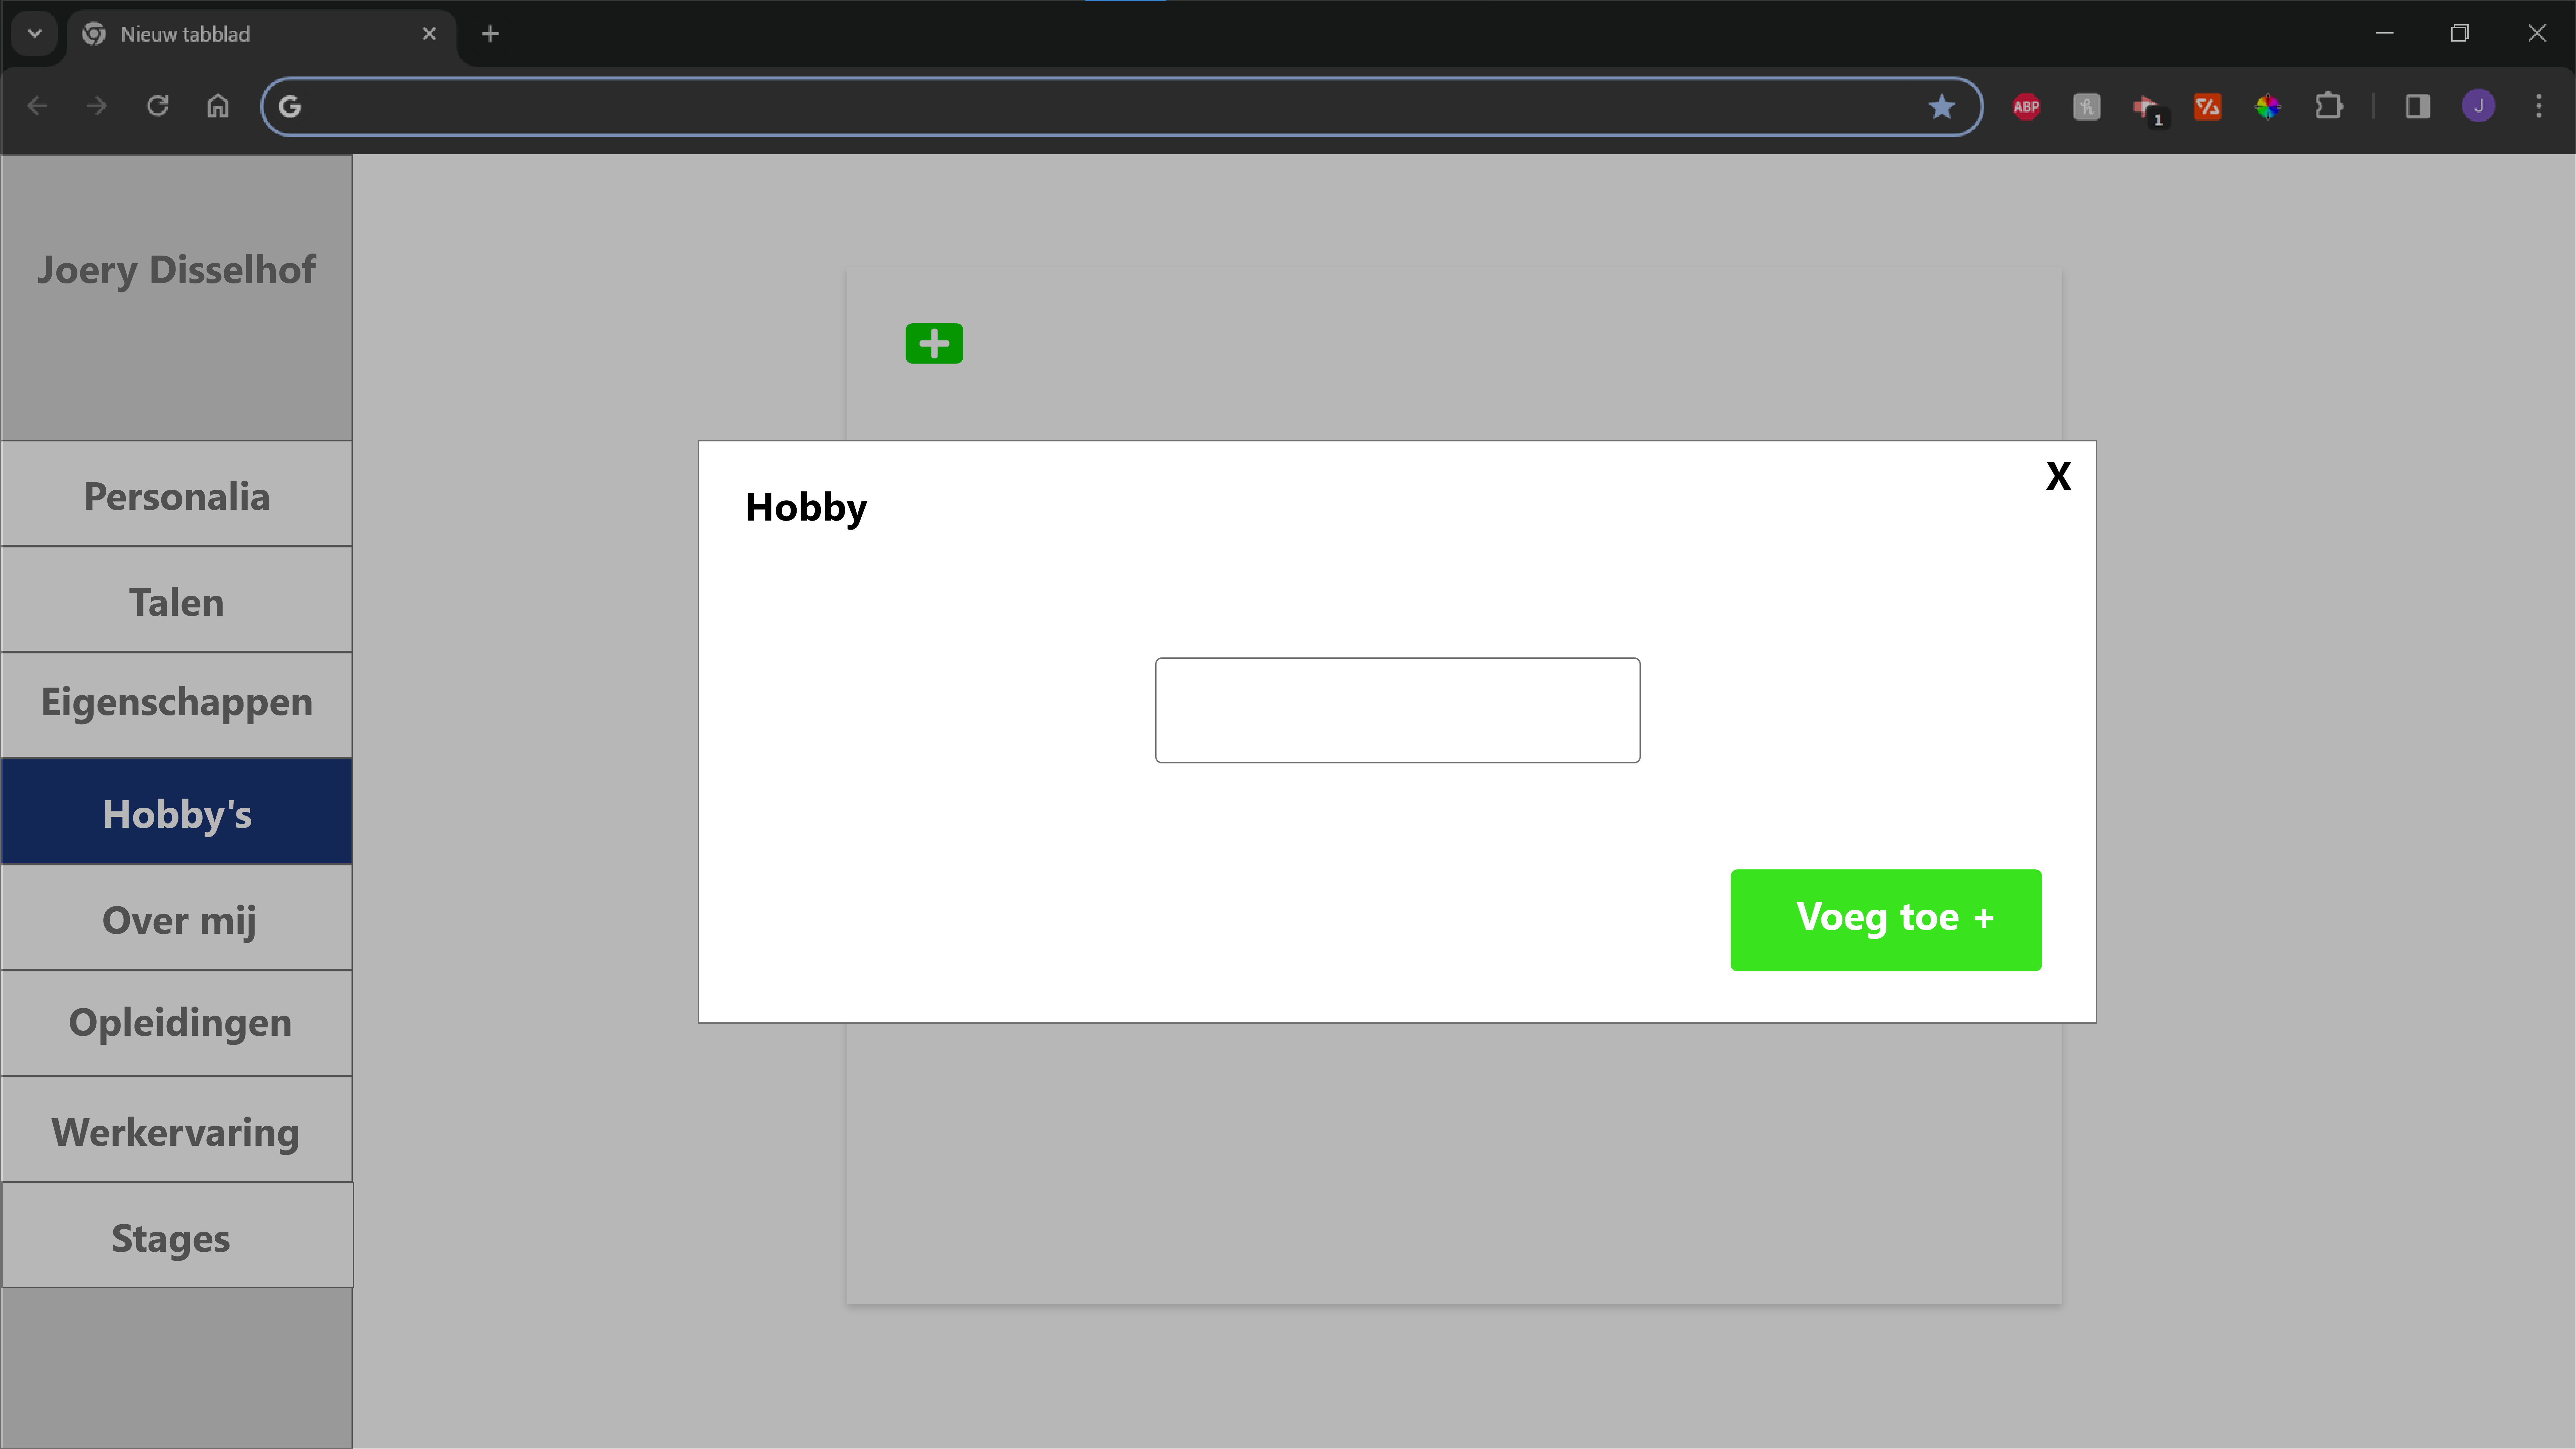 Nieuw tabblad
G
ABP
1
J
Joery Disselhof
Personalia
Talen
Eigenschappen
Hobby's
Over mij
Opleidingen
Werkervaring
Stages
X
Hobby
Voeg toe +